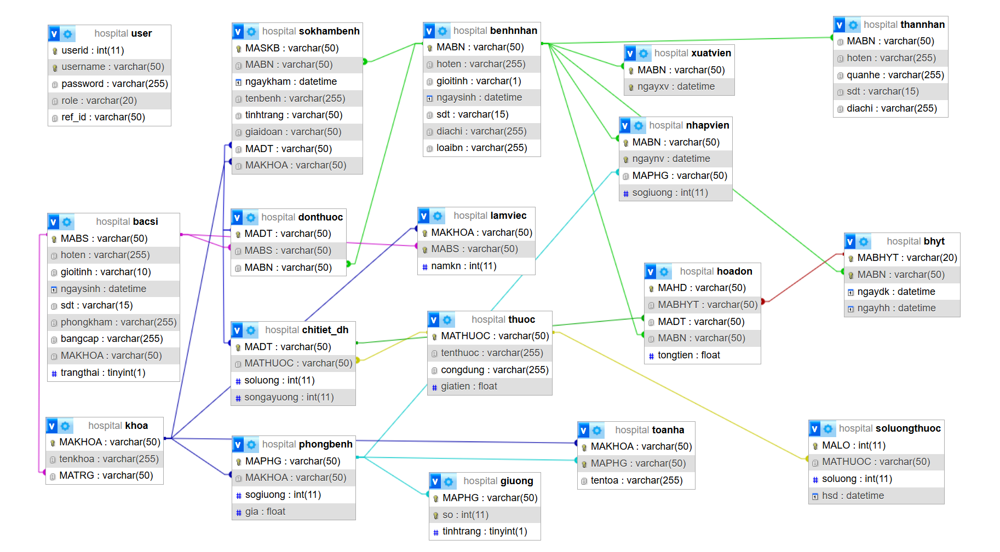 hospital user
userid : int(11)
username : varchar(50)
password : varchar(255)
role : varchar(20)
ref_id : varchar(50)
hospital sokhambenh
MASKB : varchar(50)
MABN : varchar(50)
ngaykham : datetime
tenbenh : varchar(255)
tinhtrang : varchar(50)
giaidoan : varchar(50)
MADT : varchar(50)
MAKHOA : varchar(50)
hospital benhnhan
MABN : varchar(50)
hoten : varchar(255)
gioitinh : varchar(1)
ngaysinh : datetime
sdt : varchar(15)
diachi : varchar(255)
loaibn : varchar(255)
hospital xuatvien
MABN : varchar(50)
ngayxv : datetime
hospital thannhan
MABN : varchar(50)
hoten : varchar(255)
quanhe : varchar(255)
sdt : varchar(15)
diachi : varchar(255)
hospital nhapvien
MABN : varchar(50)
ngaynv : datetime
MAPHG : varchar(50)
sogiuong : int(11)
hospital bacsi
MABS : varchar(50)
hoten : varchar(255)
gioitinh : varchar(10)
ngaysinh : datetime
sdt : varchar(15)
phongkham : varchar(255)
bangcap : varchar(255)
MAKHOA : varchar(50)
trangthai : tinyint(1)
hospital donthuoc
MADT : varchar(50)
MABS : varchar(50)
MABN : varchar(50)
hospital lamviec
MAKHOA : varchar(50)
MABS : varchar(50)
namkn : int(11)
hospital hoadon
MAHD : varchar(50)
MABHYT : varchar(50)
MADT : varchar(50)
MABN : varchar(50)
tongtien : float
hospital bhyt
MABHYT : varchar(20)
MABN : varchar(50)
ngaydk : datetime
ngayhh : datetime
hospital chitiet_dh
MADT : varchar(50)
MATHUOC : varchar(50)
soluong : int(11)
songayuong : int(11)
hospital thuoc
MATHUOC : varchar(50)
tenthuoc : varchar(255)
congdung : varchar(255)
giatien : float
hospital khoa
MAKHOA : varchar(50)
tenkhoa : varchar(255)
MATRG : varchar(50)
hospital phongbenh
MAPHG : varchar(50)
MAKHOA : varchar(50)
sogiuong : int(11)
gia : float
hospital giuong
MAPHG : varchar(50)
so : int(11)
tinhtrang : tinyint(1)
hospital toanha
MAKHOA : varchar(50)
MAPHG : varchar(50)
tentoa : varchar(255)
hospital soluongthuoc
MALO : int(11)
MATHUOC : varchar(50)
soluong : int(11)
hsd : datetime